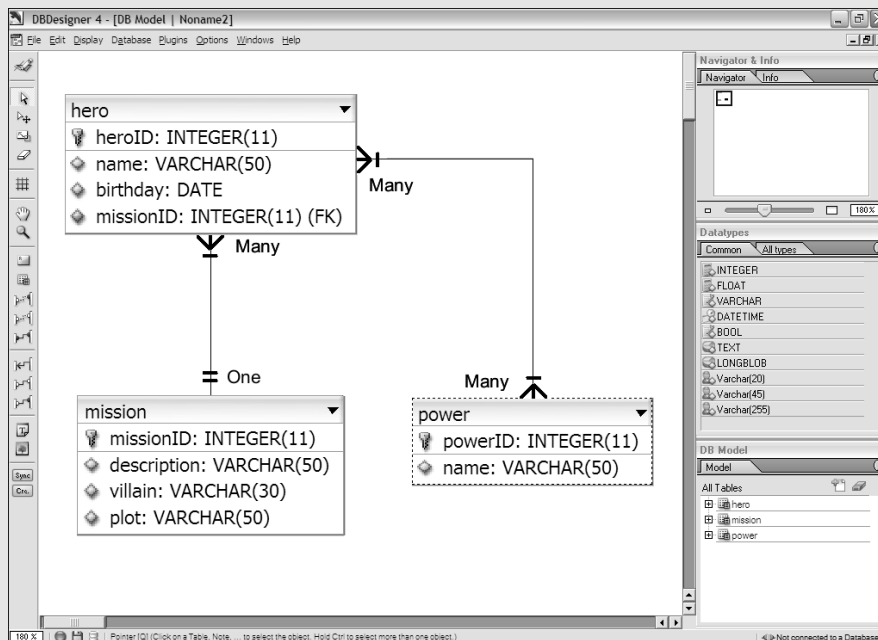 DBDesigner 4 - [DB Model | Noname2]
File Edit Display Database Plugins Options Windows Help
hero
heroID: INTEGER(11)
name: VARCHAR(50)
birthday: DATE
missionID: INTEGER(11) (FK)
Many
Many
One
Many
mission
missionID: INTEGER(11)
description: VARCHAR(50)
villain: VARCHAR(30)
plot: VARCHAR(50)
power
powerID: INTEGER(11)
name: VARCHAR(50)
Navigator & Info
Navigator Info
180%
Datatypes
Common All types
INTEGER
FLOAT
VARCHAR
DATETIME
BOOL
TEXT
LONGBLOB
Varchar(20)
Varchar(45)
Varchar(255)
DB Model
Model
All Tables
hero
mission
power
Sync
Cre.
180 % Pointer [Q] (Click on a Table, Note, ... to select the object. Hold Ctrl to select more than one object.) Not connected to a Database